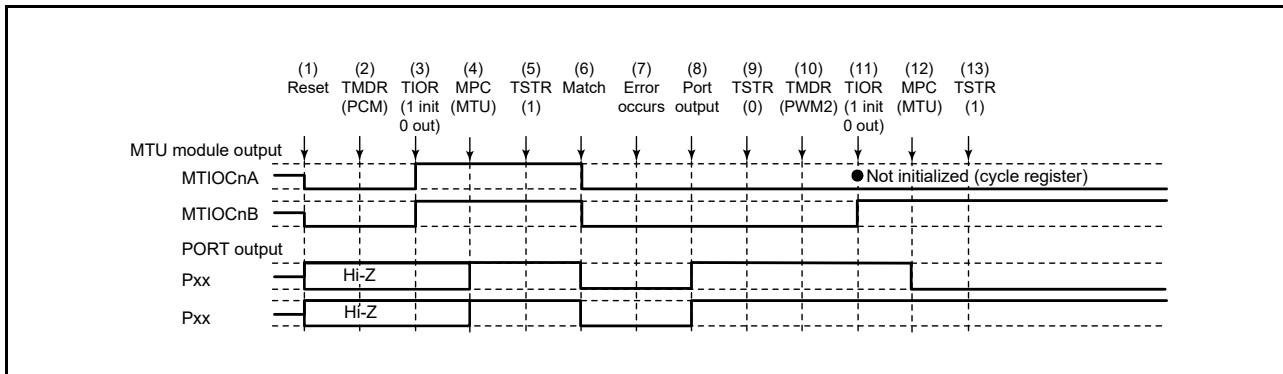 (1) (2) (3) (4) (5) (6) (7) (8) (9) (10) (11) (12) (13)
Reset TMDR TIOR MPC TSTR Match Error Port TSTR TMDR TIOR MPC TSTR
(PCM) (1 init (MTU) (1) occurs output (0) (PWM2) (1 init (MTU) (1)
0 out) 0 out)
MTU module output
MTIOCnA Not initialized (cycle register)
MTIOCnB
PORT output
Pxx Hi-Z
Pxx Hi-Z